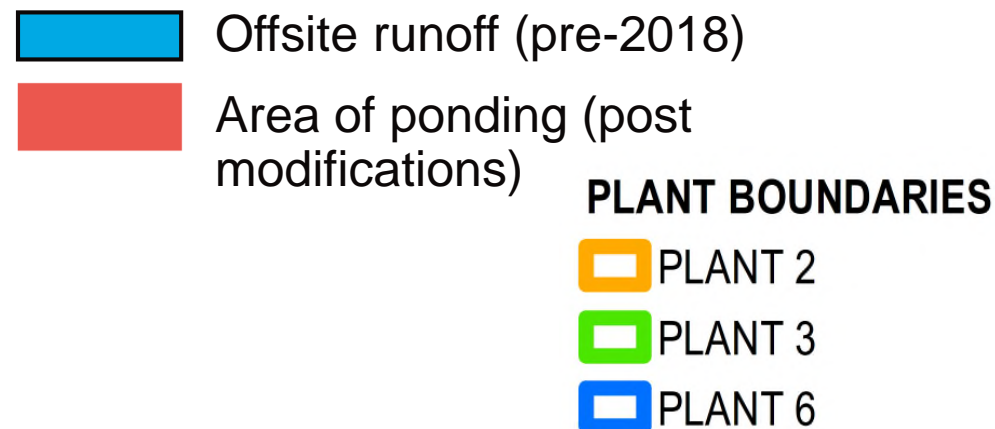 Offsite runoff (pre-2018)
Area of ponding (post
modifications)
PLANT BOUNDARIES
PLANT 2
PLANT 3
PLANT 6